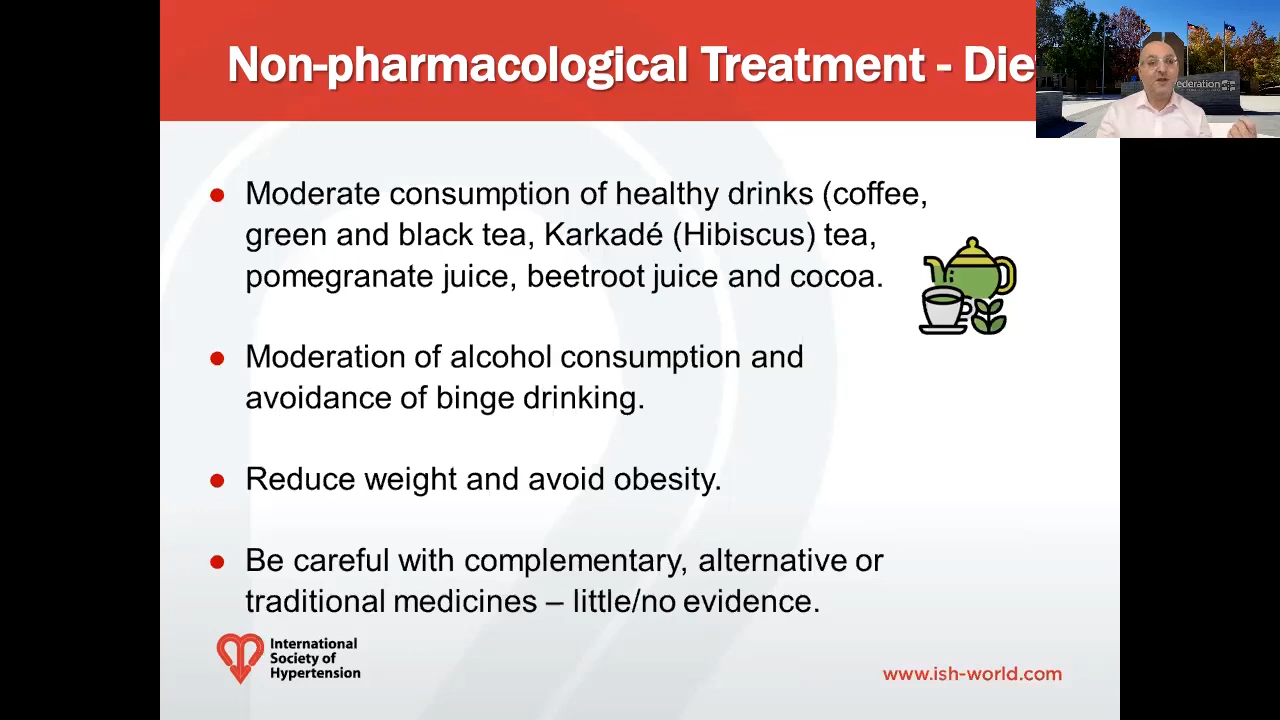 Non-pharmacological Treatment - Die
ederation
● Moderate consumption of healthy drinks (coffee,
green and black tea, Karkadé (Hibiscus) tea,
pomegranate juice, beetroot juice and cocoa.
● Moderation of alcohol consumption and
avoidance of binge drinking.
● Reduce weight and avoid obesity.
● Be careful with complementary, alternative or
traditional medicines – little/no evidence.
International
Society of
Hypertension
www.ish-world.com